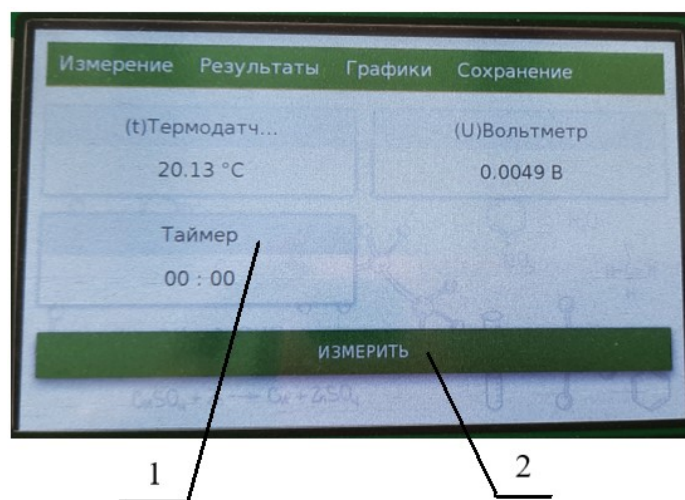 Измерение Результаты Графики Сохранение
(t)Термодатч... (U)Вольтметр
20.13 °C 0.0049 В
Таймер
00 : 00
ИЗМЕРИТЬ
1 2